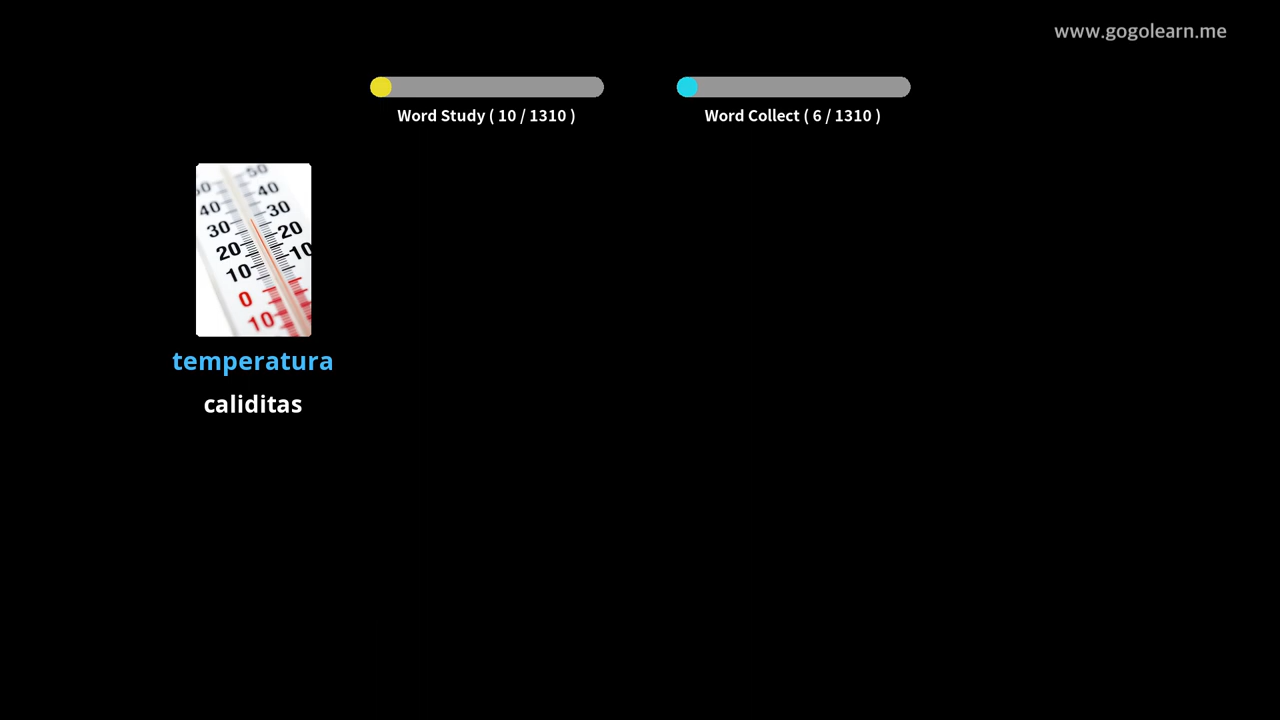 www.gogolearn.me
Word Study ( 10 / 1310 )
Word Collect ( 6 / 1310 )
50
40 40
30 30
20 20
10 10
0
10
temperatura
caliditas